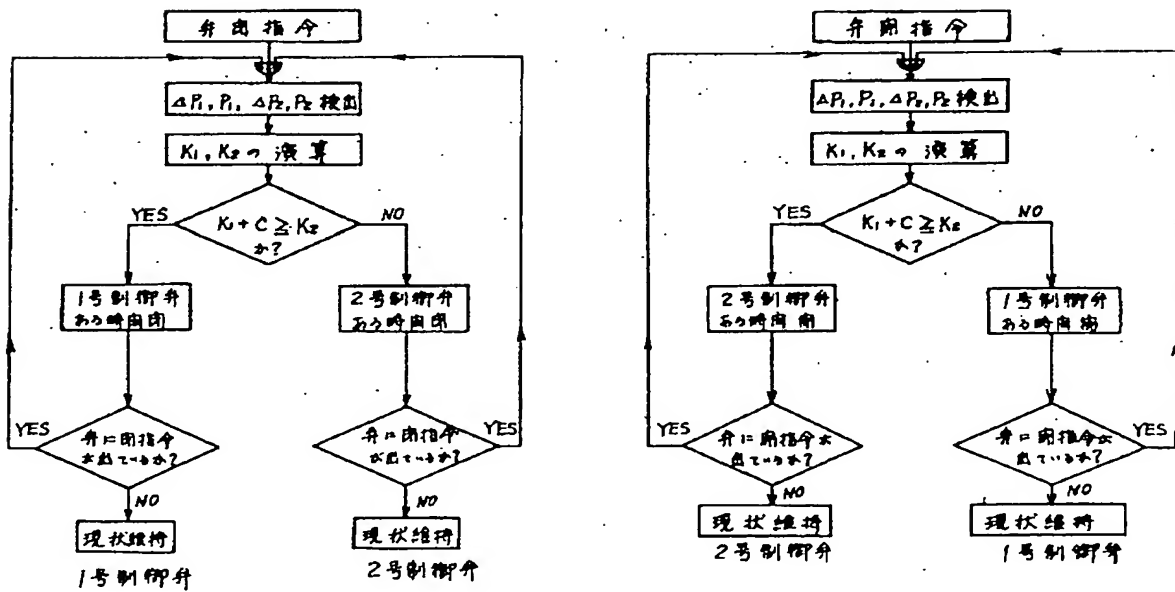 弁閉指令
ΔP₁, P₁, ΔP₂, P₂ 検出
K₁, K₂ の 演算
YES
K₁ + C ≧ K₂
か?
NO
1号制御弁
ある時間閉
2号制御弁
ある時間閉
YES
弁に閉指令
が出ているか?
NO
現状維持
1号制御弁
弁に閉指令
が出ているか?
YES
NO
現状維持
2号制御弁
弁開指令
ΔP₁, P₁, ΔP₂, P₂ 検出
K₁, K₂ の 演算
YES
K₁ + C ≧ K₂
か?
NO
2号制御弁
ある時間開
1号制御弁
ある時間開
YES
弁に開指令が
出ているか?
NO
現状維持
2号制御弁
弁に開指令が
出ているか?
YES
NO
現状維持
1号制御弁